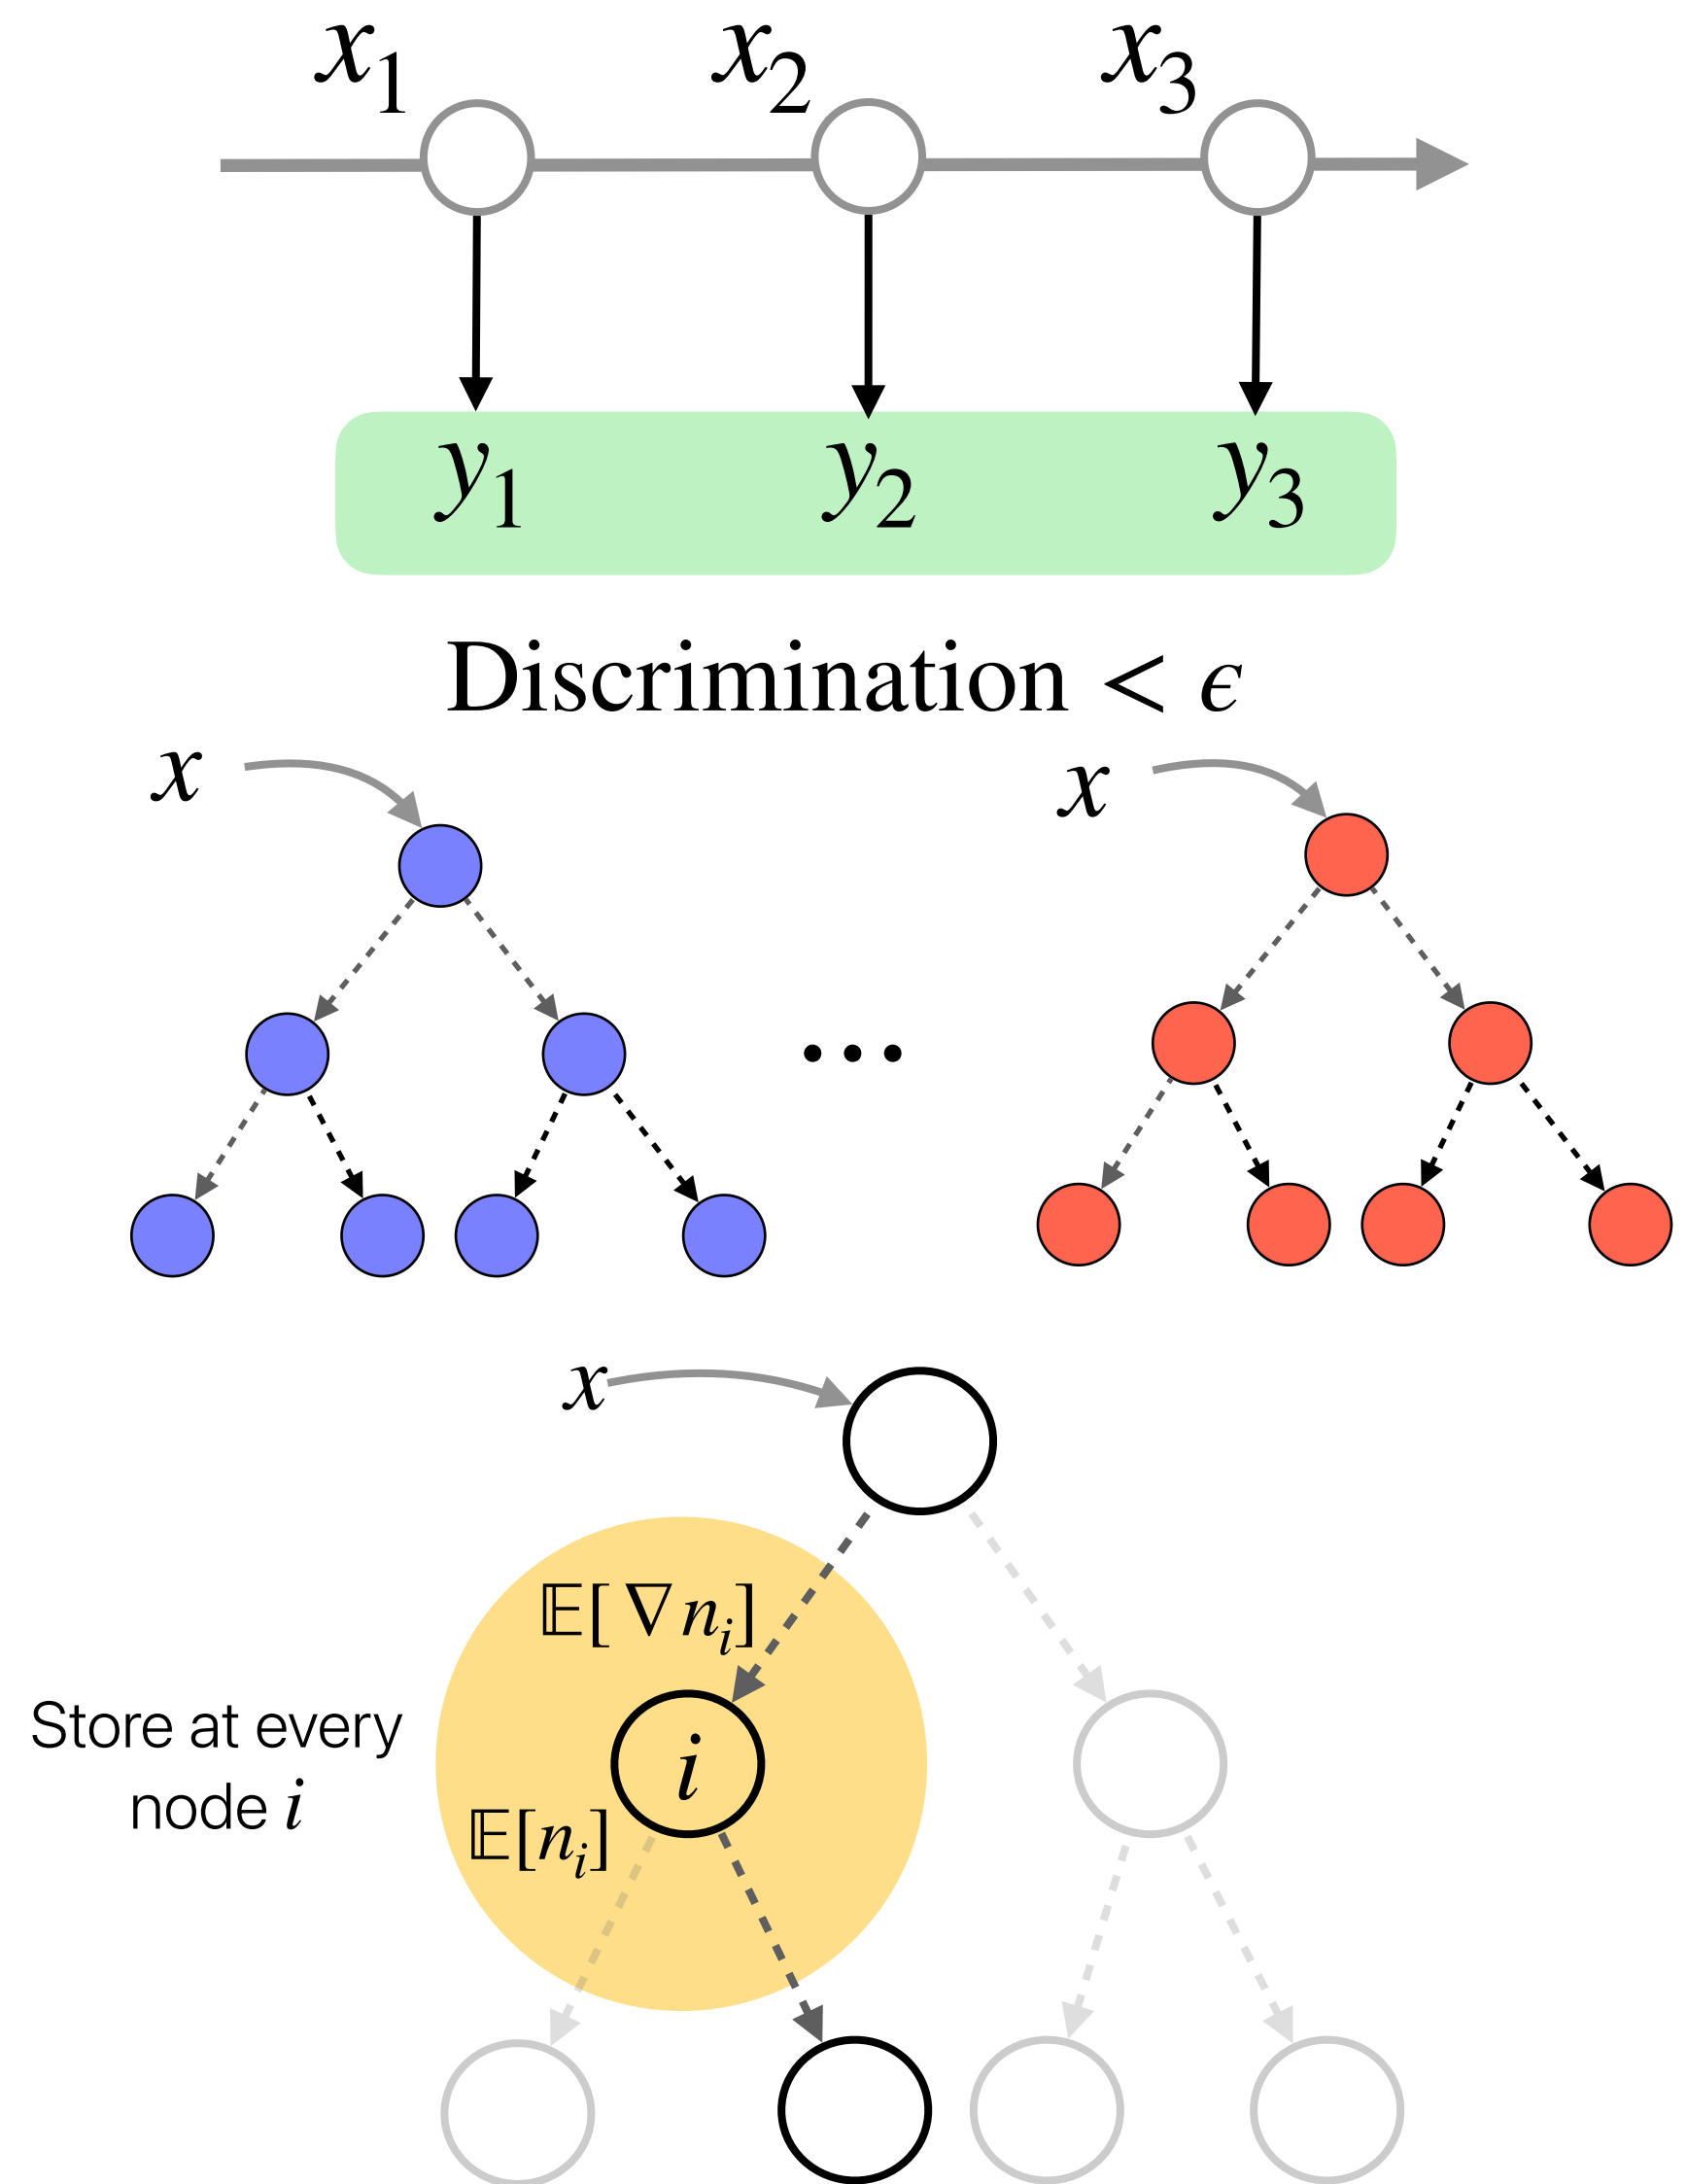 x₁ x₂ x₃
y₁ y₂ y₃
Discrimination < ϵ
x x
• • •
x
𝔼[∇nᵢ]
Store at every
node i
i
𝔼[nᵢ]